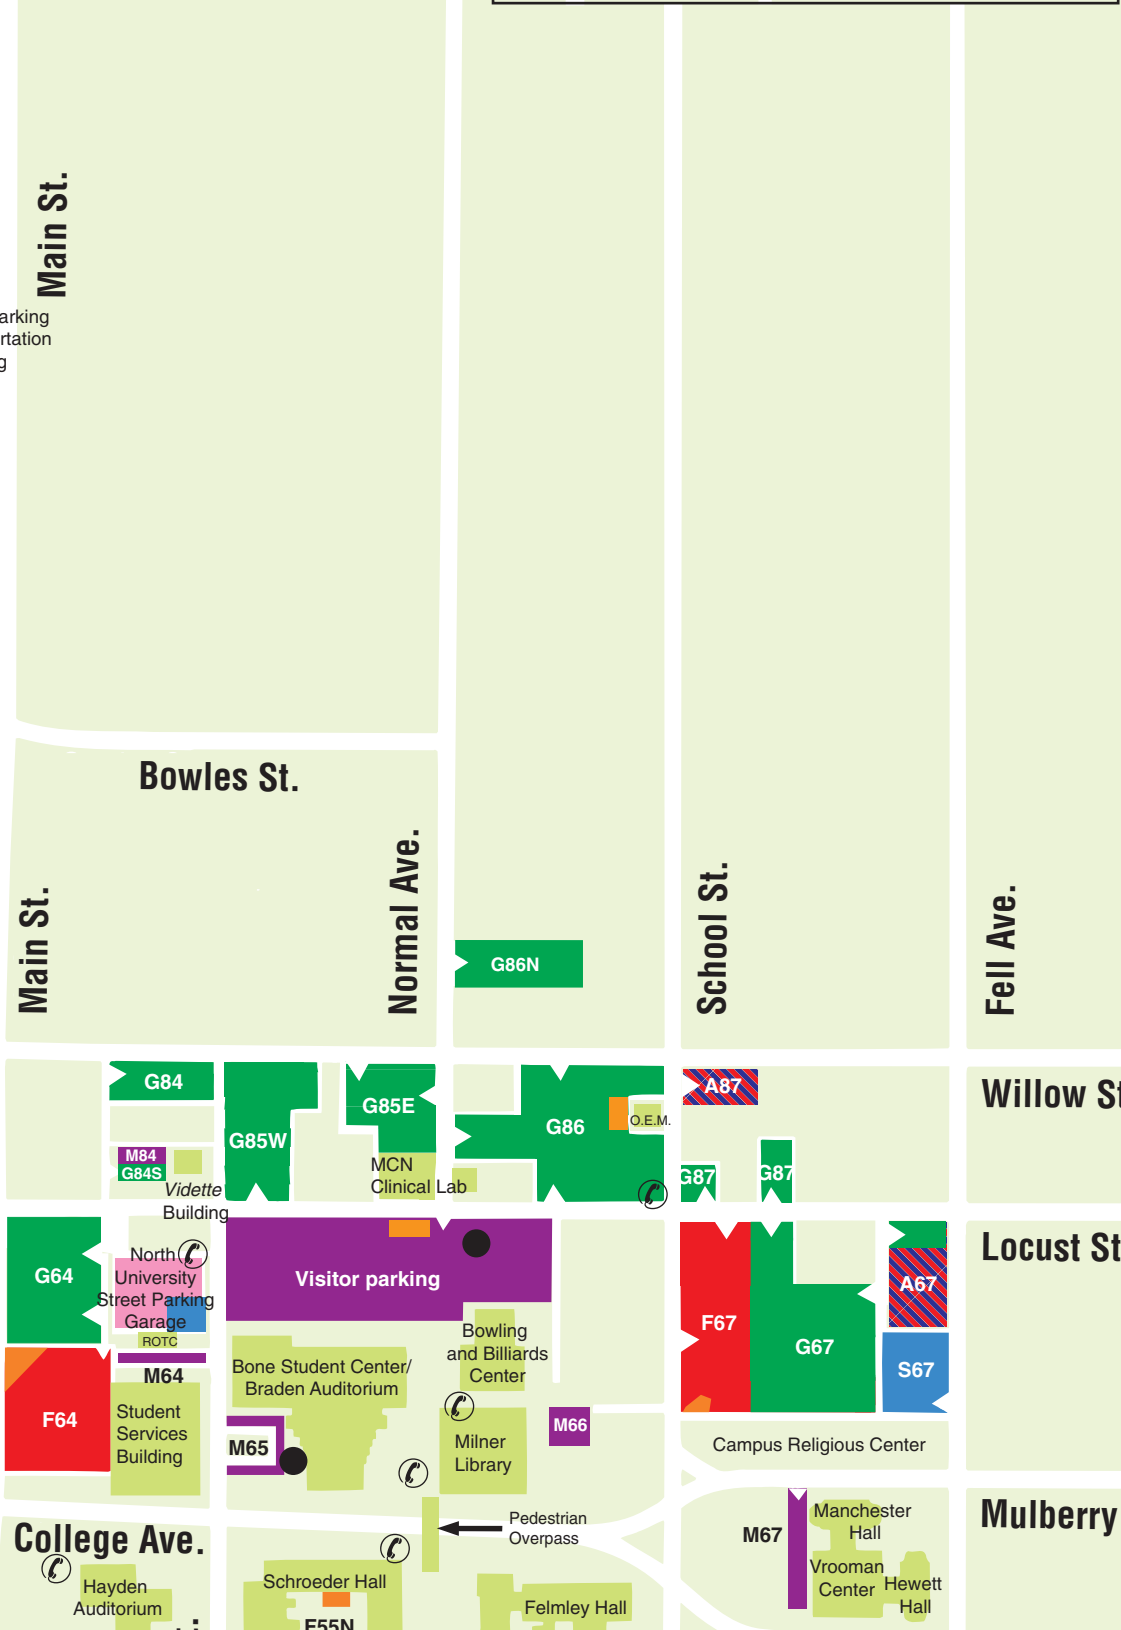 Main St.
arking
rtation
g
Bowles St.
Main St.
Normal Ave.
School St.
Fell Ave.
G86N
G84
G85W
G85E
G86
O.E.M.
A87
Willow St
M84
G84S
Vidette
Building
MCN
Clinical Lab
G87
G87
G64
North
University
Street Parking
Garage
ROTC
M64
Visitor parking
Locust St
A67
F67
G67
S67
Bowling
and Billiards
Center
Bone Student Center/
Braden Auditorium
F64
Student
Services
Building
M65
Milner
Library
M66
Campus Religious Center
College Ave.
Pedestrian
Overpass
M67
Manchester
Hall
Mulberry
Vrooman
Center
Hewett
Hall
Hayden
Auditorium
Schroeder Hall
F55N
Felmley Hall